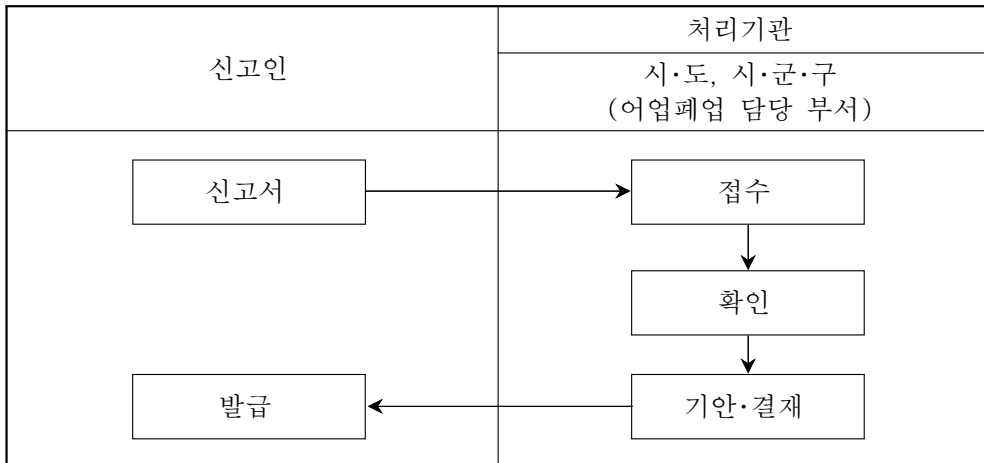 신고인
처리기관
시·도, 시·군·구
(어업폐업 담당 부서)
신고서
접수
확인
발급
기안·결재